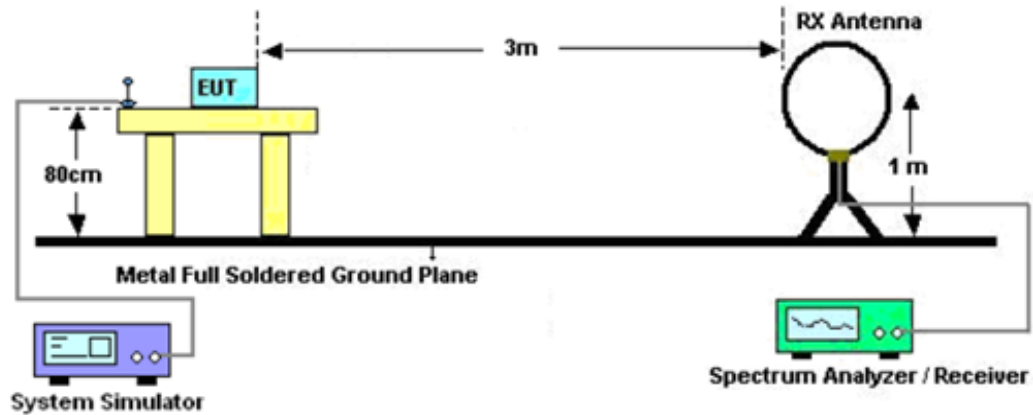 RX Antenna
3m
EUT
80cm
1 m
Metal Full Soldered Ground Plane
System Simulator
Spectrum Analyzer / Receiver